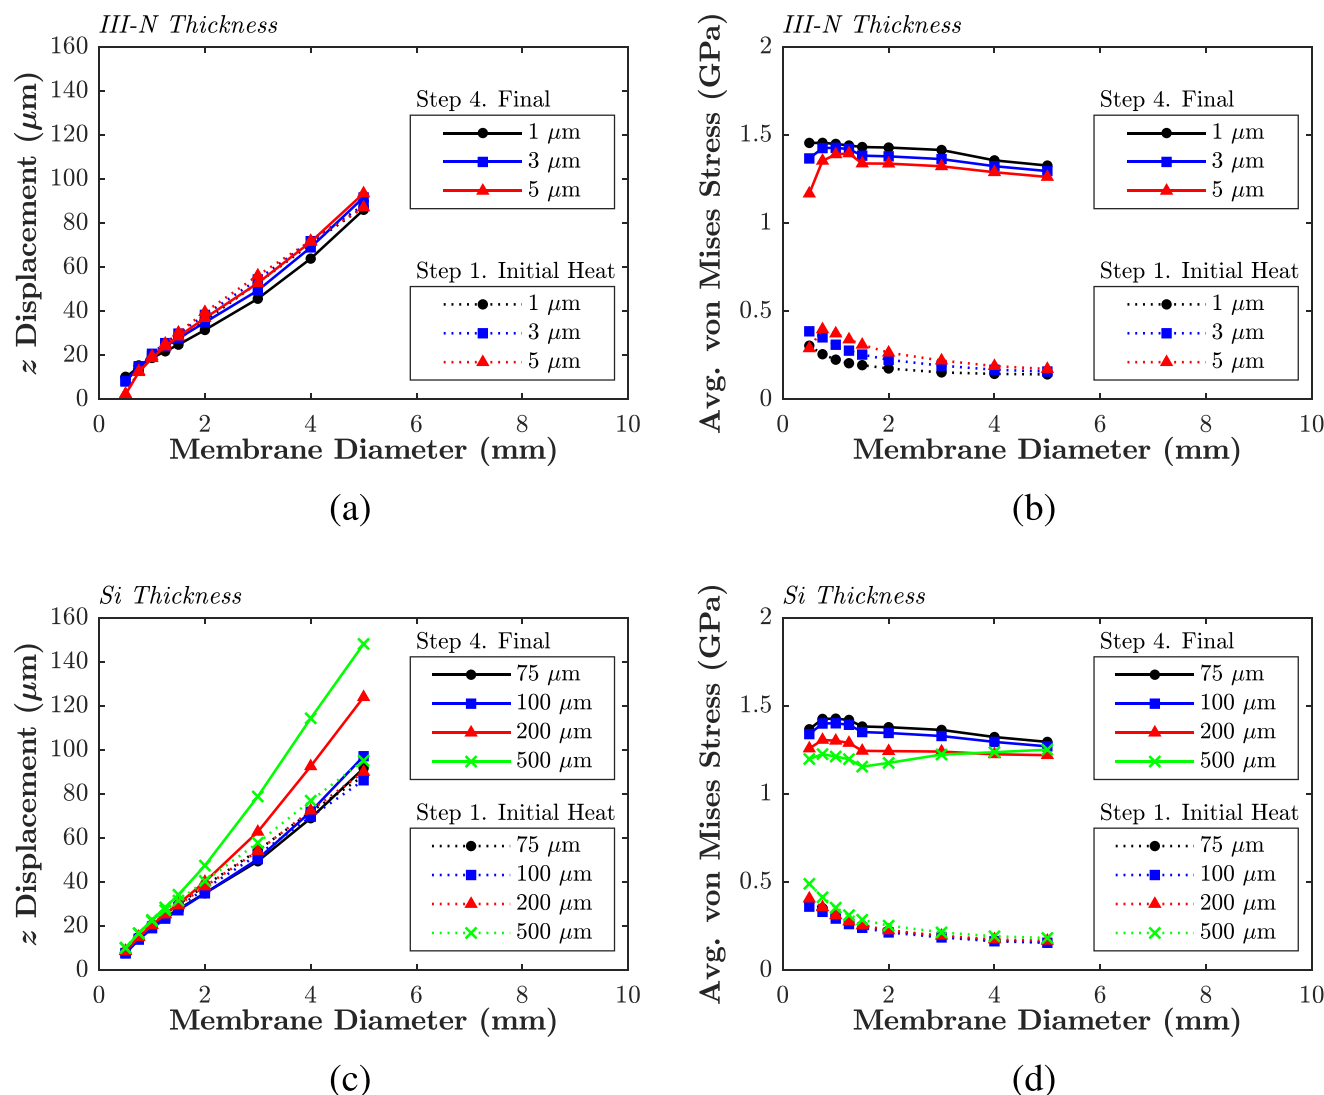 III-N Thickness
160
140
120
100
80
60
40
20
0
z Displacement (μm)
Step 4. Final
1 μm
3 μm
5 μm
Step 1. Initial Heat
1 μm
3 μm
5 μm
0 2 4 6 8 10
Membrane Diameter (mm)
(a)
III-N Thickness
2
1.5
1
0.5
0
Avg. von Mises Stress (GPa)
Step 4. Final
1 μm
3 μm
5 μm
Step 1. Initial Heat
1 μm
3 μm
5 μm
0 2 4 6 8 10
Membrane Diameter (mm)
(b)
Si Thickness
160
140
120
100
80
60
40
20
0
z Displacement (μm)
Step 4. Final
75 μm
100 μm
200 μm
500 μm
Step 1. Initial Heat
75 μm
100 μm
200 μm
500 μm
0 2 4 6 8 10
Membrane Diameter (mm)
(c)
Si Thickness
2
1.5
1
0.5
0
Avg. von Mises Stress (GPa)
Step 4. Final
75 μm
100 μm
200 μm
500 μm
Step 1. Initial Heat
75 μm
100 μm
200 μm
500 μm
0 2 4 6 8 10
Membrane Diameter (mm)
(d)